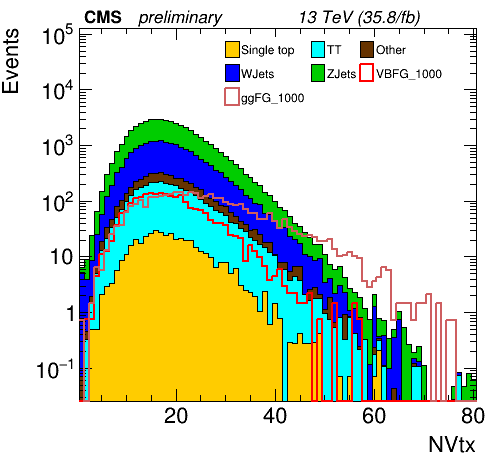 CMS preliminary 13 TeV (35.8/fb)
Events
Single top TT Other
WJets ZJets VBFG_1000
ggFG_1000
10^5
10^4
10^3
10^2
10
1
10^−1
20 40 60 80
NVtx